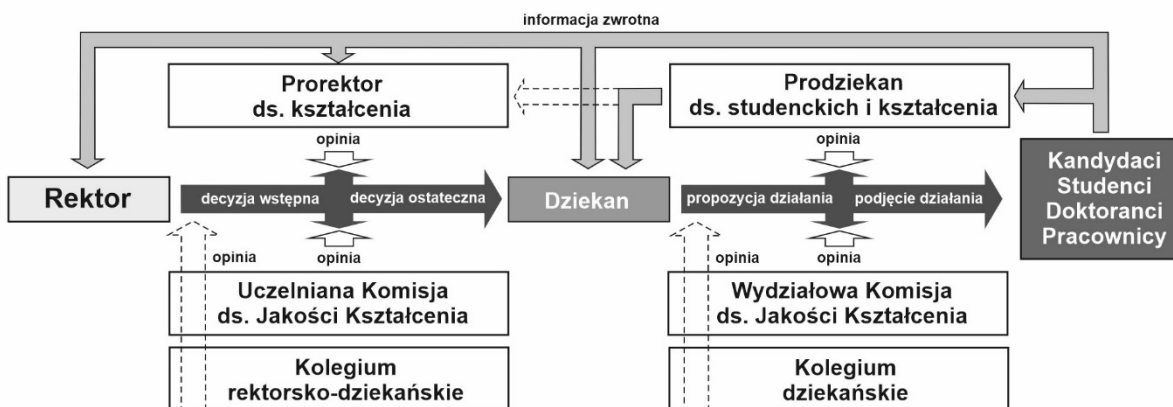 informacja zwrotna
Prorektor
ds. kształcenia
Prodziekan
ds. studenckich i kształcenia
opinia
opinia
Rektor
decyzja wstępna
decyzja ostateczna
Dziekan
propozycja działania
podjęcie działania
Kandydaci
Studenci
Doktoranci
Pracownicy
opinia
opinia
opinia
opinia
Uczelniana Komisja
ds. Jakości Kształcenia
Wydziałowa Komisja
ds. Jakości Kształcenia
Kolegium
rektorsko-dziekańskie
Kolegium
dziekańskie